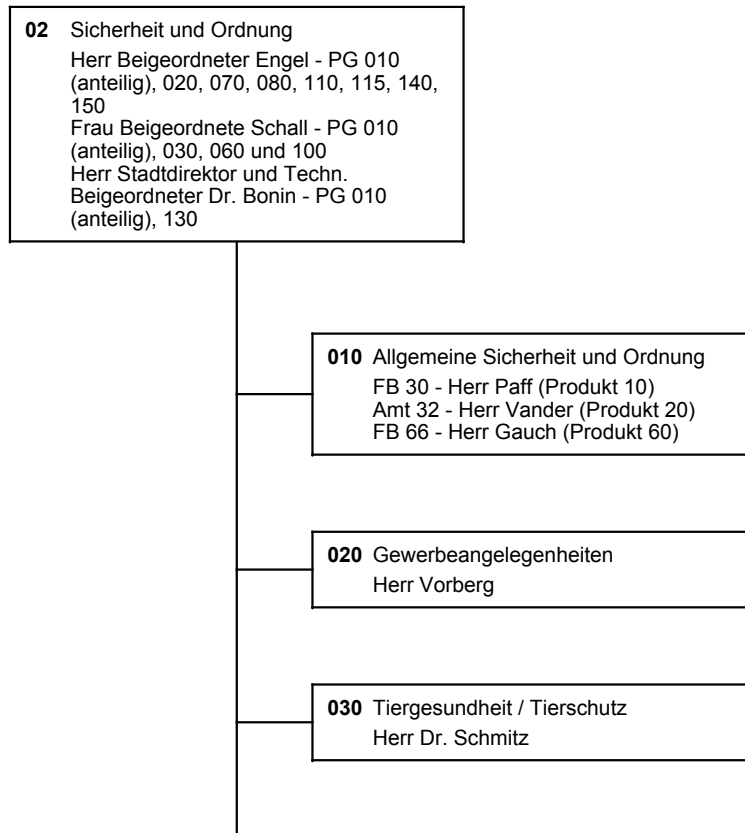 02 Sicherheit und Ordnung
Herr Beigeordneter Engel - PG 010
(anteilig), 020, 070, 080, 110, 115, 140,
150
Frau Beigeordnete Schall - PG 010
(anteilig), 030, 060 und 100
Herr Stadtdirektor und Techn.
Beigeordneter Dr. Bonin - PG 010
(anteilig), 130
010 Allgemeine Sicherheit und Ordnung
FB 30 - Herr Paff (Produkt 10)
Amt 32 - Herr Vander (Produkt 20)
FB 66 - Herr Gauch (Produkt 60)
020 Gewerbeangelegenheiten
Herr Vorberg
030 Tiergesundheit / Tierschutz
Herr Dr. Schmitz